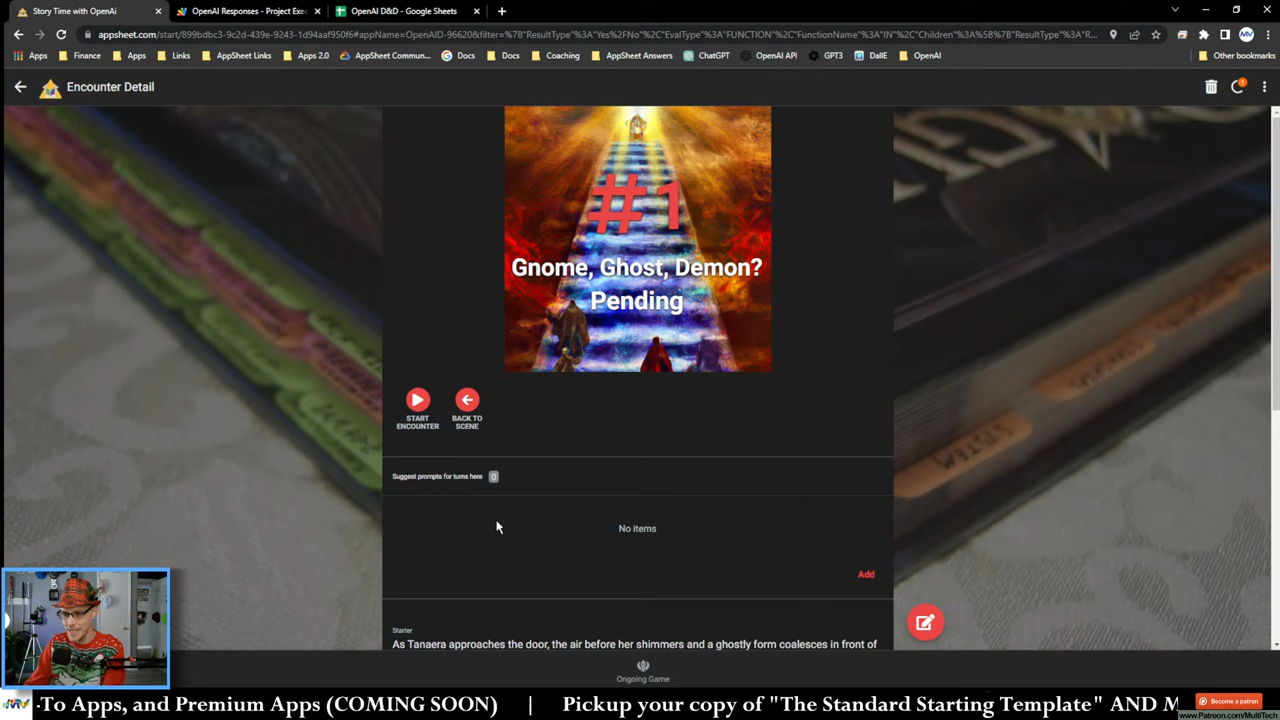 Story Time with OpenAi
OpenAI Responses - Project Exec
OpenAI D&D - Google Sheets
appsheet.com/start/899bdbc3-9c2d-439e-9243-1d94aaf950f6#appName=OpenAID-96620&filter=%7B"ResultType"%3A"Yes%2FNo"%2C"EvalType"%3A"FUNCTION"%2C"FunctionName"%3A"IN"%2C"Children"%3A%5B%7B"ResultType"%3A"R...
Apps
Finance
Apps
Links
AppSheet Links
Apps 2.0
AppSheet Commun...
Docs
Docs
Coaching
AppSheet Answers
ChatGPT
OpenAI API
GPT3
DallE
OpenAI
Other bookmarks
Encounter Detail
1
#1
Gnome, Ghost, Demon?
Pending
START ENCOUNTER
BACK TO SCENE
Suggest prompts for turns here 0
No items
Add
Starter
As Tanaera approaches the door, the air before her shimmers and a ghostly form coalesces in front of
SYSTEM
Ongoing Game
-To Apps, and Premium Apps (COMING SOON) | Pickup your copy of "The Standard Starting Template" AND M
Become a patron
www.Patreon.com/MultiTech